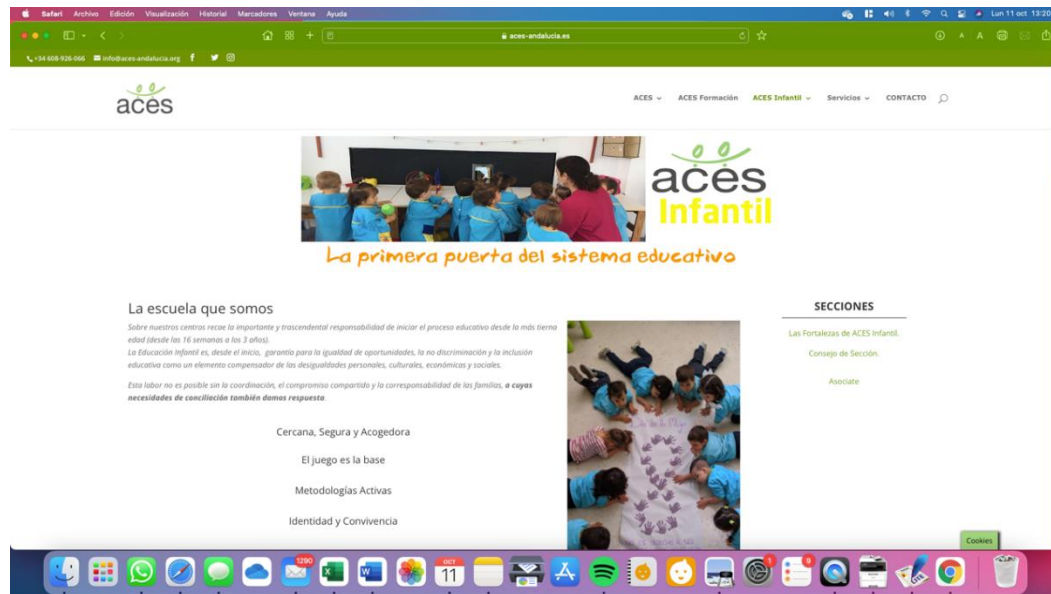 Safari Archivo Edición Visualización Historial Marcadores Ventana Ayuda
Lun 11 oct 13:20
aces-andalucia.es
+34 608-926-066 info@aces-andalucia.org
aces
ACES ACES Formación ACES Infantil Servicios CONTACTO
aces
Infantil
La primera puerta del sistema educativo
La escuela que somos
Sobre nuestros centros recae la importante y trascendental responsabilidad de iniciar el proceso educativo desde la más tierna
edad (desde las 16 semanas a los 3 años).
La Educación Infantil es, desde el inicio, garantía para la igualdad de oportunidades, la no discriminación y la inclusión
educativa como un elemento compensador de las desigualdades personales, culturales, económicas y sociales.
Esta labor no es posible sin la coordinación, el compromiso compartido y la corresponsabilidad de las familias, a cuyas
necesidades de conciliación también damos respuesta.
Cercana, Segura y Acogedora
El juego es la base
Metodologías Activas
Identidad y Convivencia
SECCIONES
Las Fortalezas de ACES Infantil.
Consejo de Sección.
Asociate
Cookies
1290
OCT
11
1
9